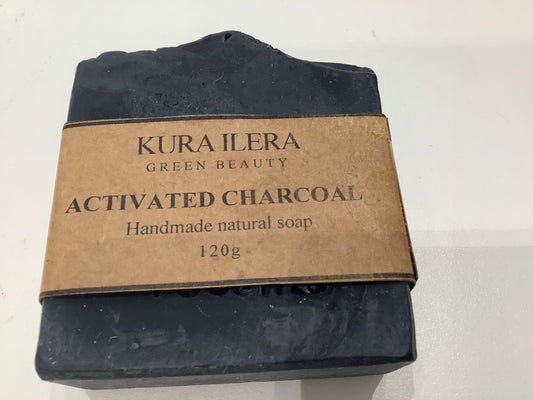 KURA ILERA
GREEN BEAUTY
ACTIVATED CHARCOAL
Handmade natural soap
120g